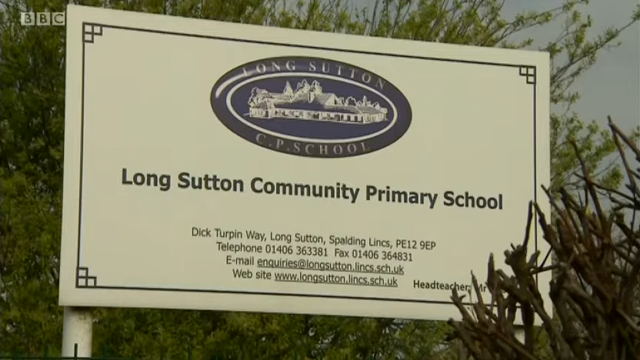 BBC
LONG SUTTON
C.P. SCHOOL
Long Sutton Community Primary School
Dick Turpin Way, Long Sutton, Spalding Lincs, PE12 9EP
Telephone 01406 363381 Fax 01406 364831
E-mail enquiries@longsutton.lincs.sch.uk
Web site www.longsutton.lincs.sch.uk Headteacher: Mr